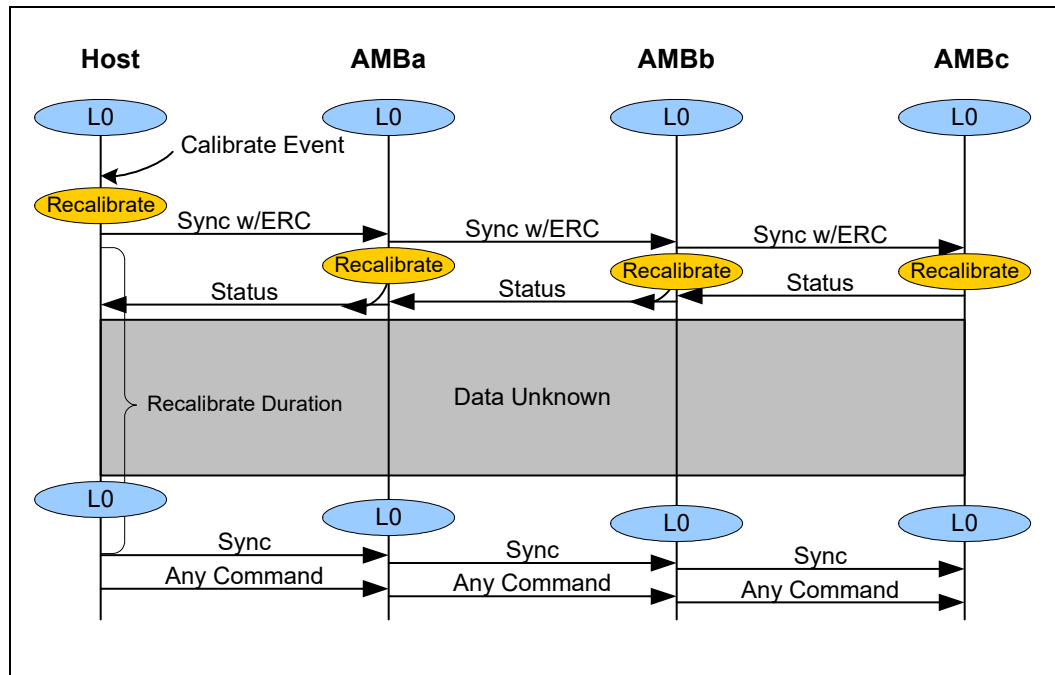 Host AMBa AMBb AMBc
L0 L0 L0 L0
Calibrate Event
Recalibrate
Sync w/ERC Sync w/ERC Sync w/ERC
Recalibrate Recalibrate Recalibrate
Status Status Status
Recalibrate Duration Data Unknown
L0 L0 L0 L0
Sync Sync Sync
Any Command Any Command Any Command